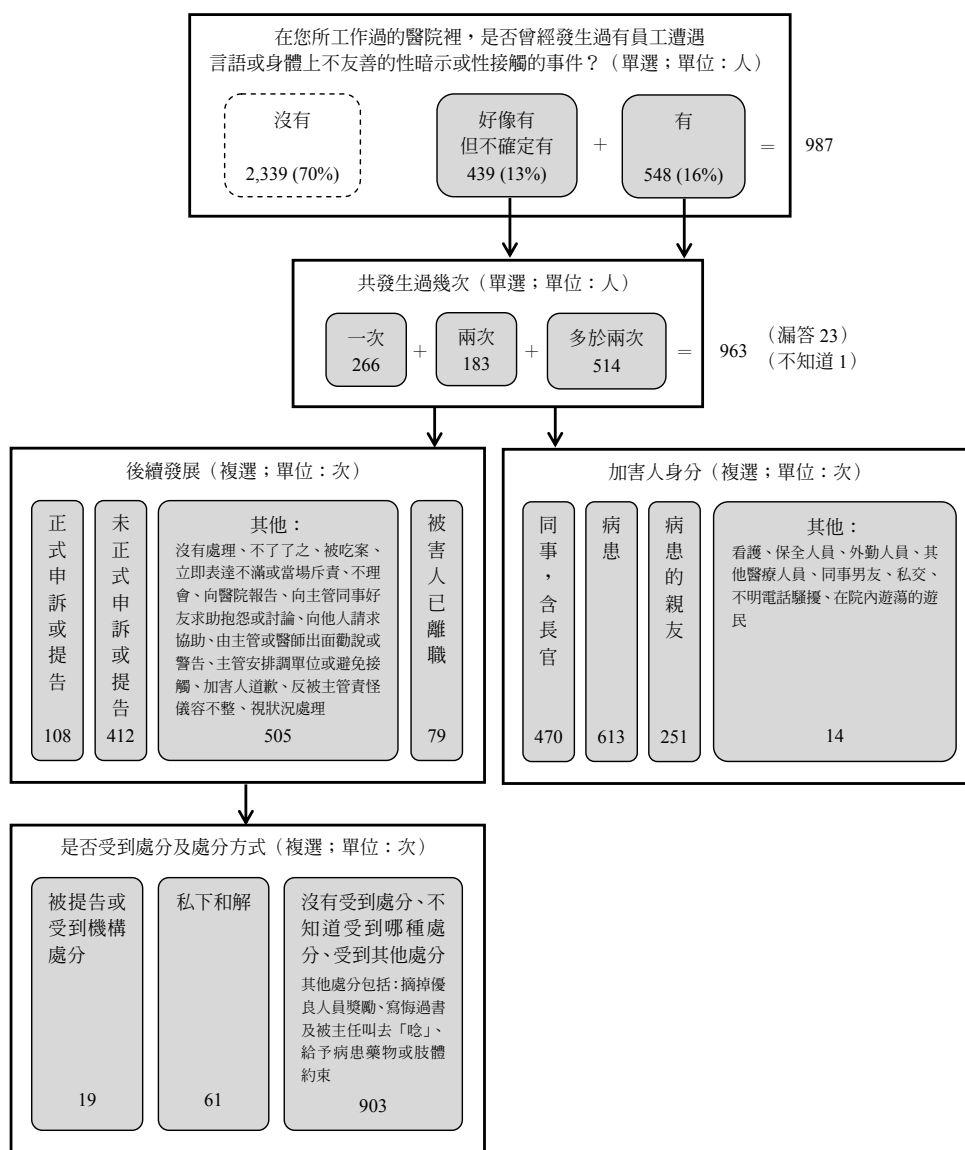 在您所工作過的醫院裡，是否曾經發生過有員工遭遇
言語或身體上不友善的性暗示或性接觸的事件？（單選；單位：人）
沒有
2,339 (70%)
好像有
但不確定有
439 (13%)
+
有
548 (16%)
=
987
共發生過幾次（單選；單位：人）
一次
266
+
兩次
183
+
多於兩次
514
=
963
（漏答 23）
（不知道 1）
後續發展（複選；單位：次）
正式申訴或提告
108
未正式申訴或提告
412
其他：
沒有處理、不了了之、被吃案、
立即表達不滿或當場斥責、不理
會、向醫院報告、向主管同事好
友求助抱怨或討論、向他人請求
協助、由主管或醫師出面勸說或
警告、主管安排調單位或避免接
觸、加害人道歉、反被主管責怪
儀容不整、視狀況處理
505
被害人已離職
79
加害人身分（複選；單位：次）
同事，含長官
470
病患
613
病患的親友
251
其他：
看護、保全人員、外勤人員、其
他醫療人員、同事男友、私交、
不明電話騷擾、在院內遊蕩的遊
民
14
是否受到處分及處分方式（複選；單位：次）
被提告或
受到機構
處分
19
私下和解
61
沒有受到處分、不
知道受到哪種處
分、受到其他處分
其他處分包括：摘掉優
良人員獎勵、寫悔過書
及被主任叫去「唸」、
給予病患藥物或肢體
約束
903